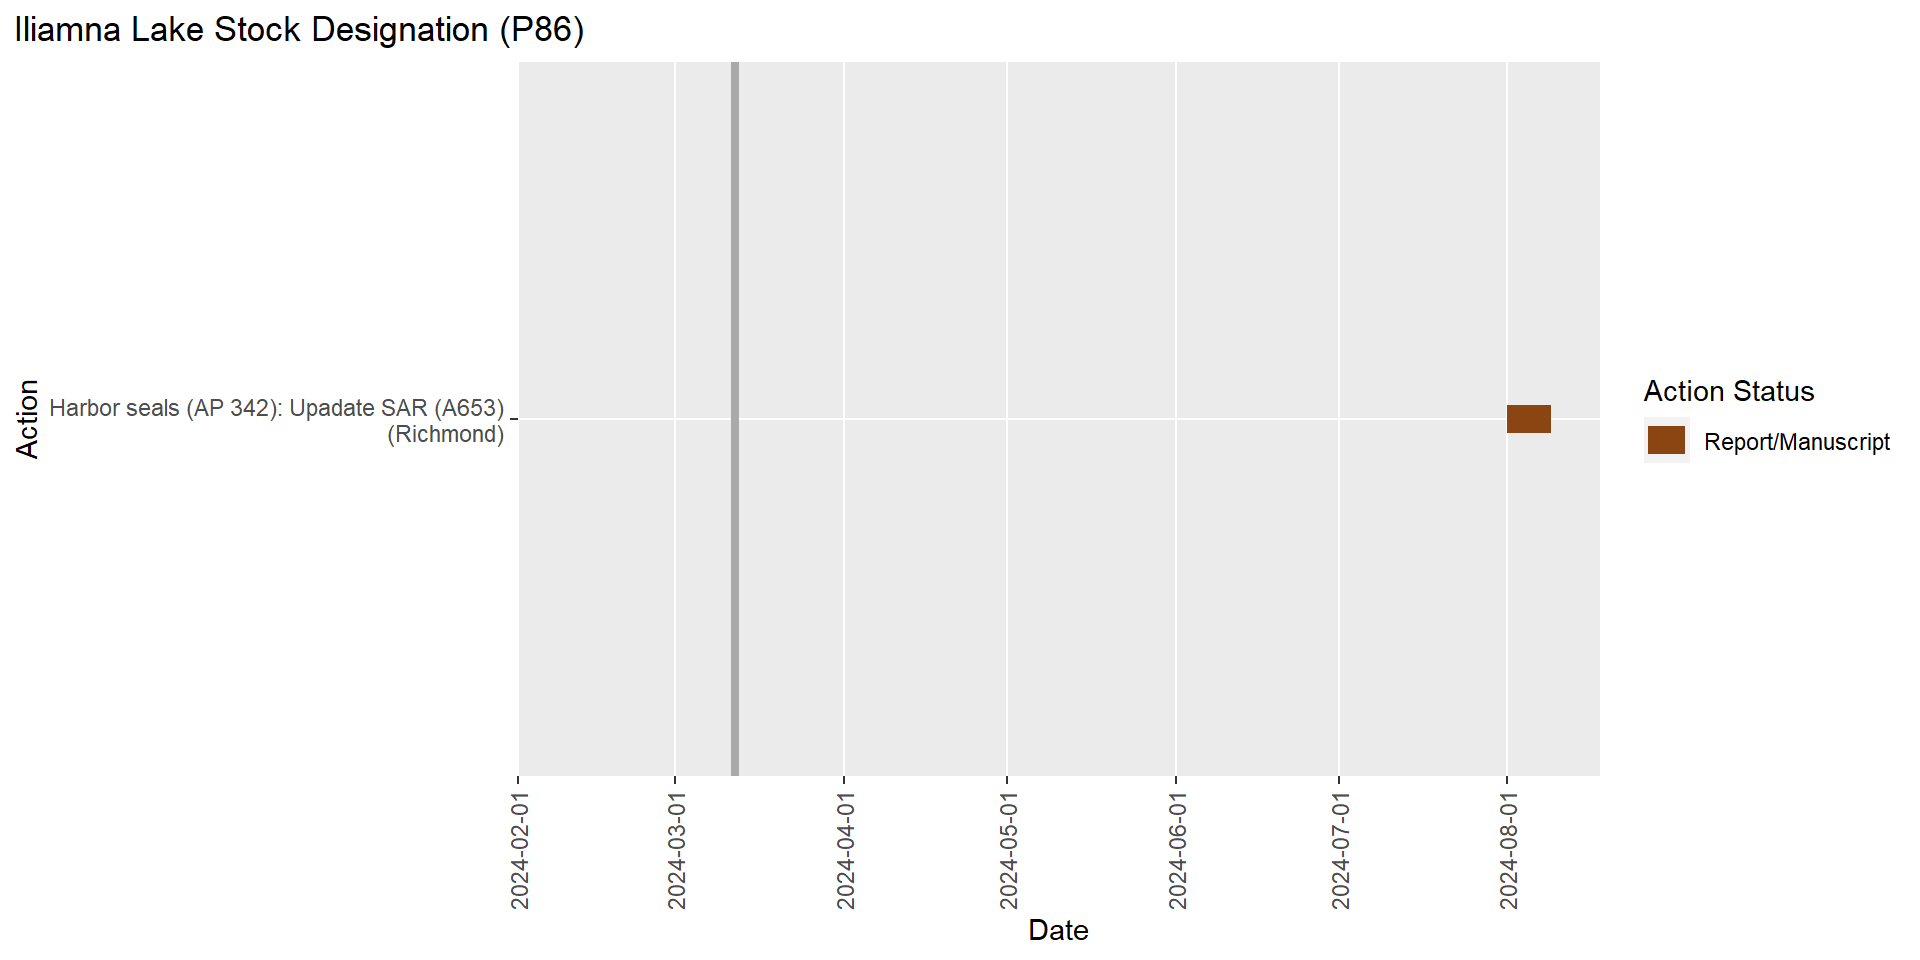 Iliamna Lake Stock Designation (P86)
Action
Harbor seals (AP 342): Upadate SAR (A653)
(Richmond)
2024-02-01
2024-03-01
2024-04-01
2024-05-01
2024-06-01
2024-07-01
2024-08-01
Date
Action Status
Report/Manuscript